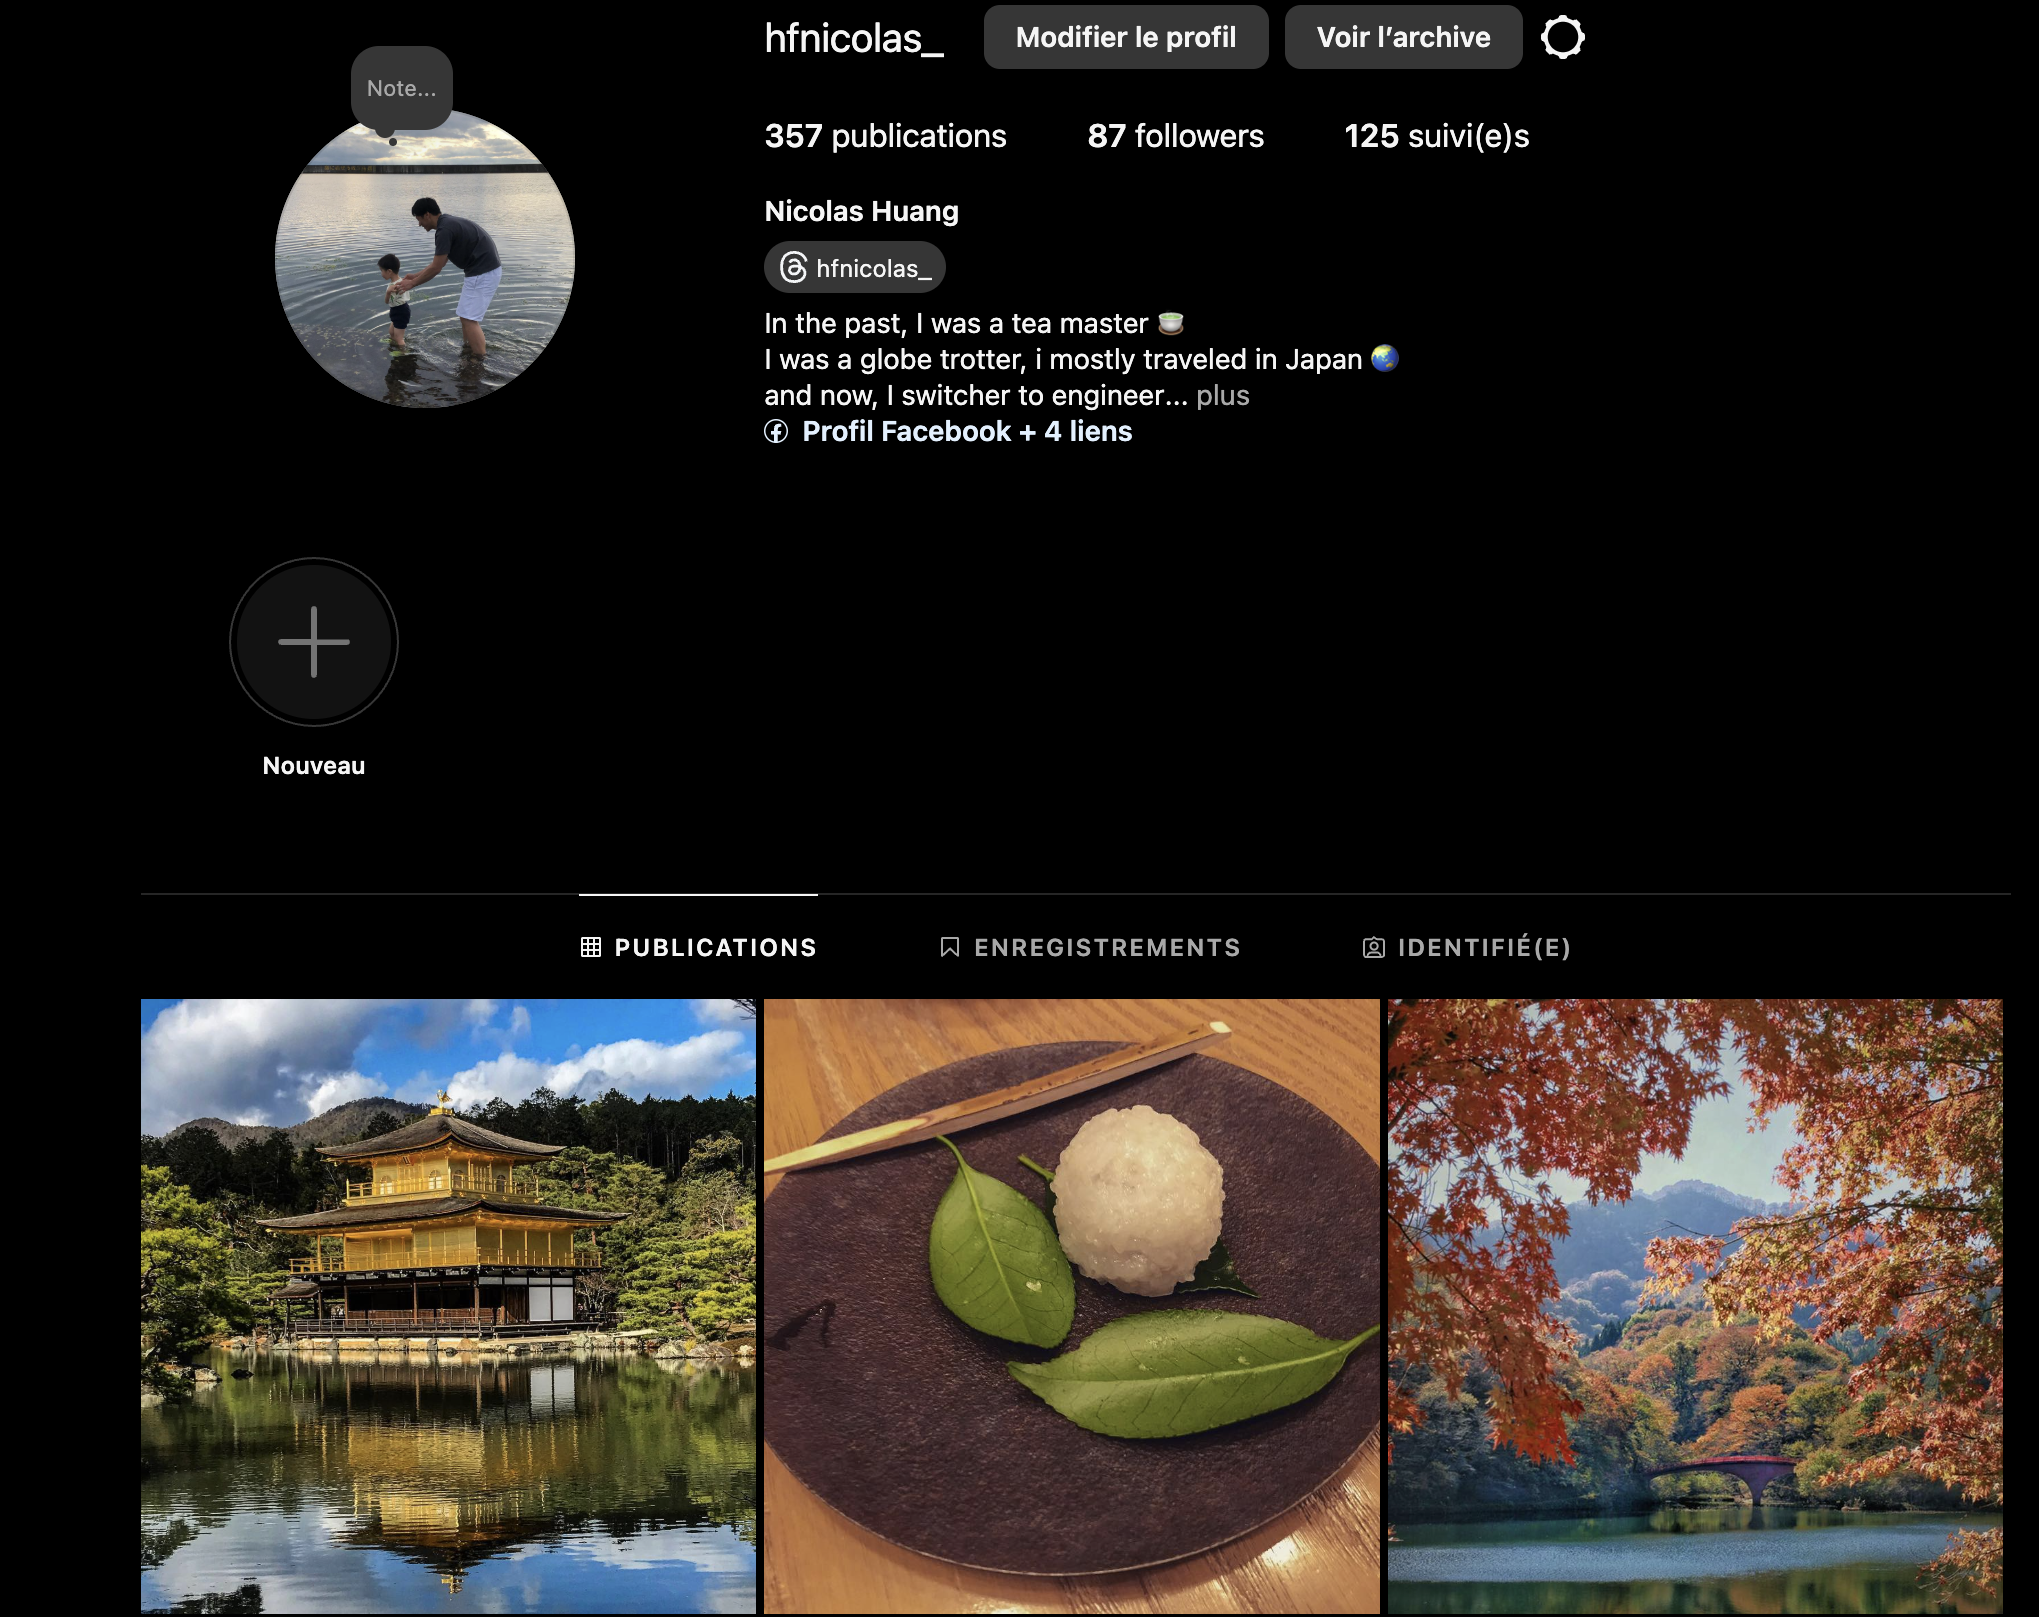 hfnicolas_ Modifier le profil Voir l’archive
Note...
357 publications 87 followers 125 suivi(e)s
Nicolas Huang
hfnicolas_
In the past, I was a tea master 🍵
I was a globe trotter, i mostly traveled in Japan 🌏
and now, I switcher to engineer... plus
Profil Facebook + 4 liens
Nouveau
PUBLICATIONS ENREGISTREMENTS IDENTIFIÉ(E)